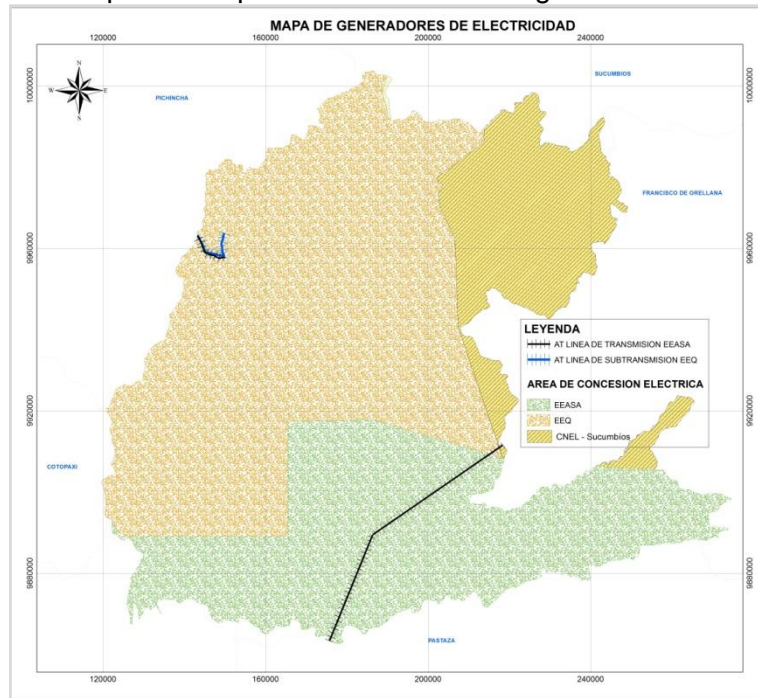 MAPA DE GENERADORES DE ELECTRICIDAD
120000 160000 200000 240000
SUCUMBIOS
10000000 10000000
PICHINCHA
FRANCISCO DE ORELLANA
9960000 9960000
LEYENDA
AT LINEA DE TRANSMISION EEASA
AT LINEA DE SUBTRANSMISION EEQ
AREA DE CONCESION ELECTRICA
EEASA
EEQ
CNEL - Sucumbíos
9920000 9920000
COTOPAXI
9880000 9880000
PASTAZA
120000 160000 200000 240000
N
W E
S